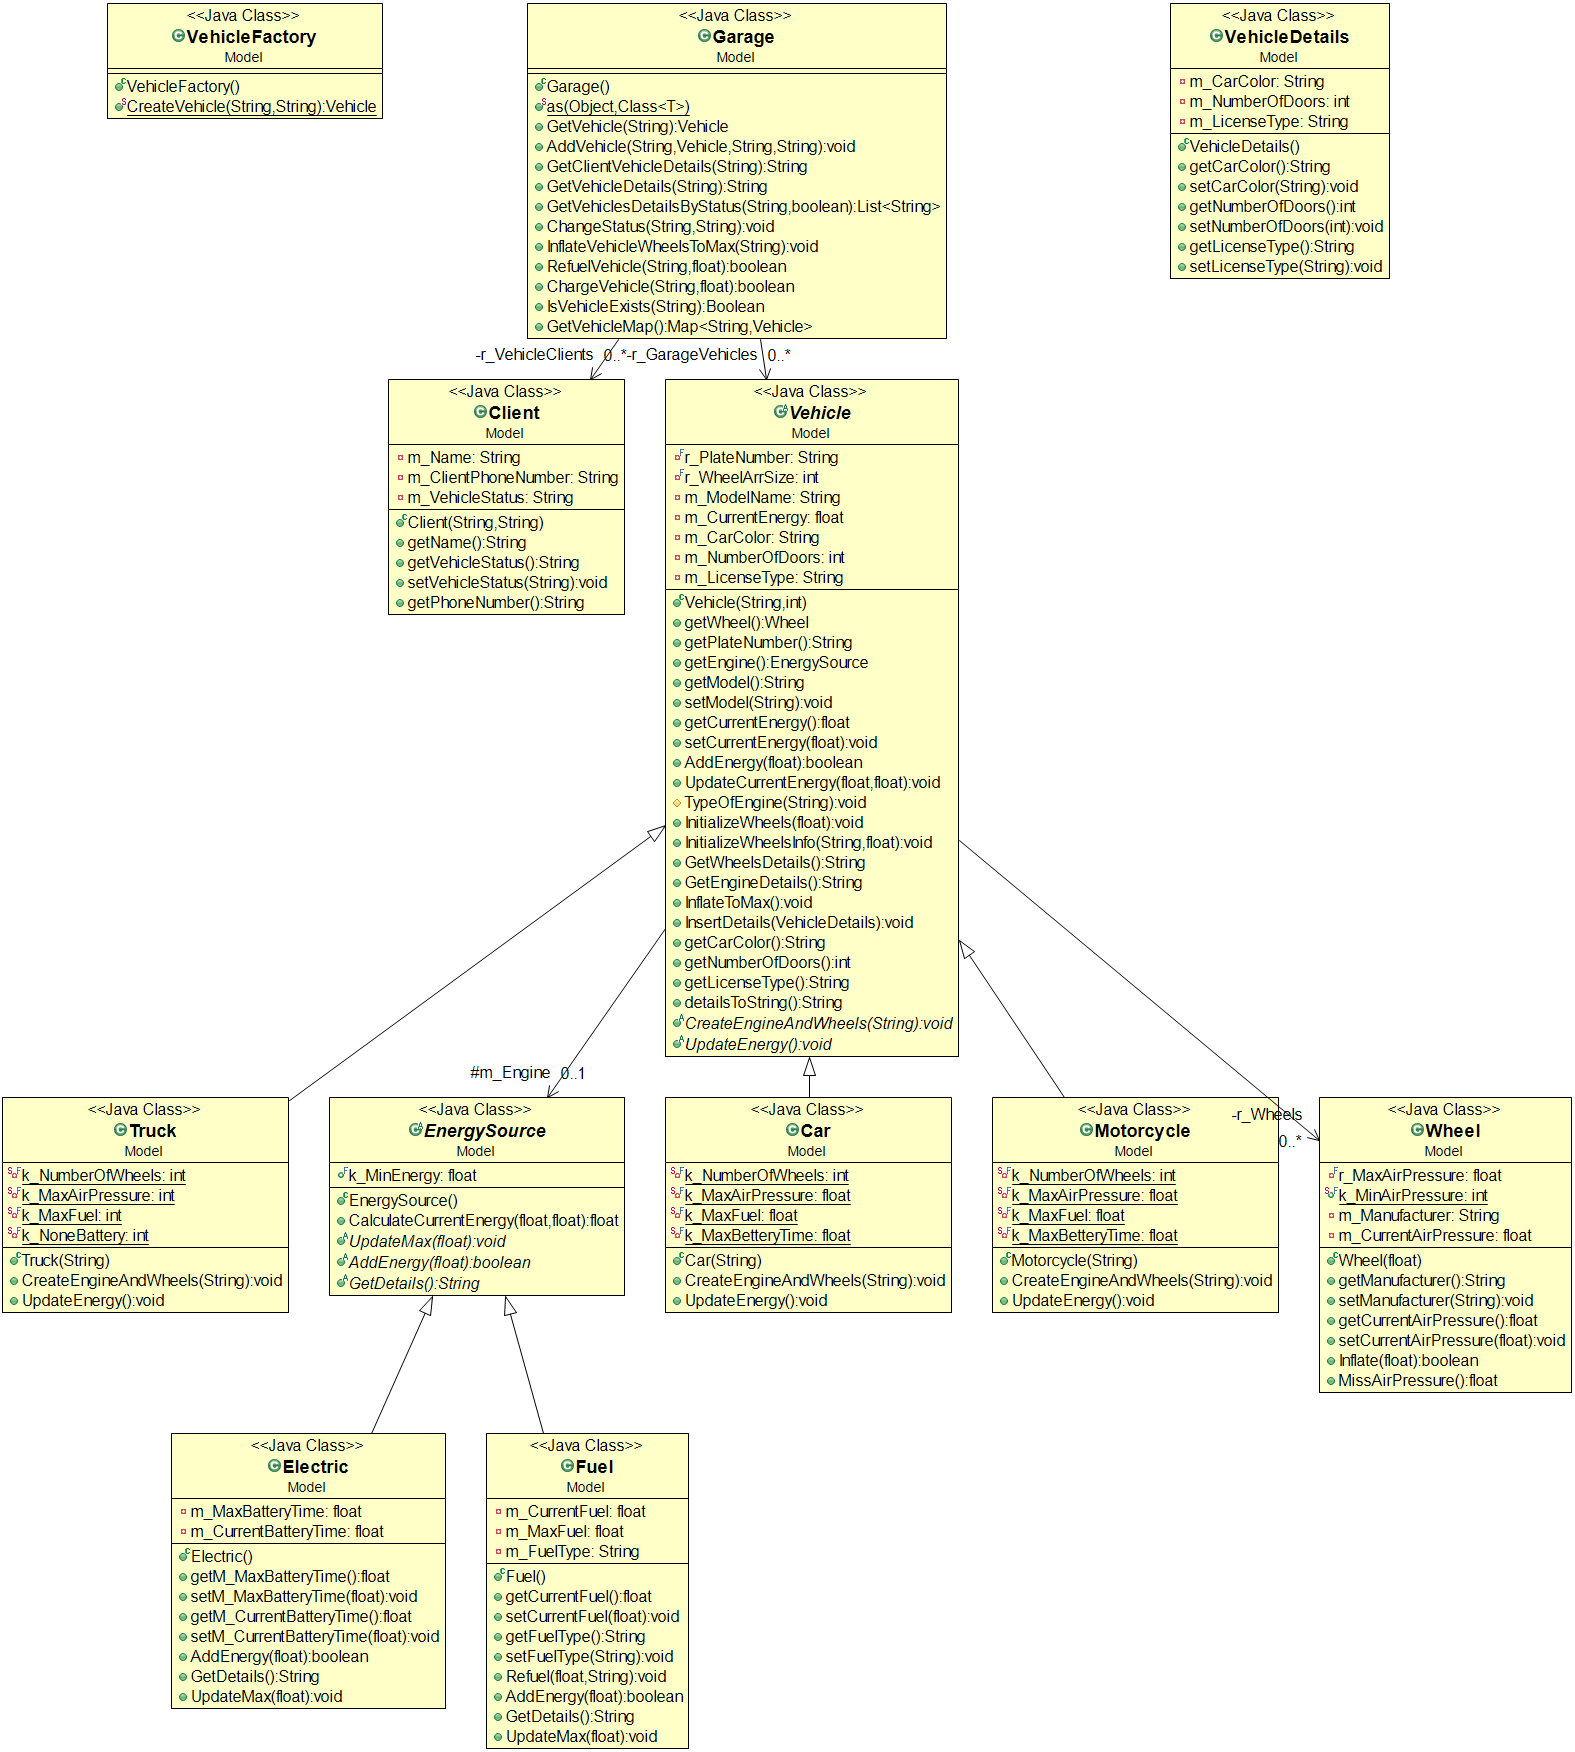 <<Java Class>>
VehicleFactory
Model
VehicleFactory()
CreateVehicle(String,String):Vehicle
<<Java Class>>
Garage
Model
Garage()
as(Object,Class<T>)
GetVehicle(String):Vehicle
AddVehicle(String,Vehicle,String,String):void
GetClientVehicleDetails(String):String
GetVehicleDetails(String):String
GetVehiclesDetailsByStatus(String,boolean):List<String>
ChangeStatus(String,String):void
InflateVehicleWheelsToMax(String):void
RefuelVehicle(String,float):boolean
ChargeVehicle(String,float):boolean
IsVehicleExists(String):Boolean
GetVehicleMap():Map<String,Vehicle>
<<Java Class>>
VehicleDetails
Model
m_CarColor: String
m_NumberOfDoors: int
m_LicenseType: String
VehicleDetails()
getCarColor():String
setCarColor(String):void
getNumberOfDoors():int
setNumberOfDoors(int):void
getLicenseType():String
setLicenseType(String):void
-r_VehicleClients 0..*
-r_GarageVehicles 0..*
<<Java Class>>
Client
Model
m_Name: String
m_ClientPhoneNumber: String
m_VehicleStatus: String
Client(String,String)
getName():String
getVehicleStatus():String
setVehicleStatus(String):void
getPhoneNumber():String
<<Java Class>>
Vehicle
Model
r_PlateNumber: String
r_WheelArrSize: int
m_ModelName: String
m_CurrentEnergy: float
m_CarColor: String
m_NumberOfDoors: int
m_LicenseType: String
Vehicle(String,int)
getWheel():Wheel
getPlateNumber():String
getEngine():EnergySource
getModel():String
setModel(String):void
getCurrentEnergy():float
setCurrentEnergy(float):void
AddEnergy(float):boolean
UpdateCurrentEnergy(float,float):void
TypeOfEngine(String):void
InitializeWheels(float):void
InitializeWheelsInfo(String,float):void
GetWheelsDetails():String
GetEngineDetails():String
InflateToMax():void
InsertDetails(VehicleDetails):void
getCarColor():String
getNumberOfDoors():int
getLicenseType():String
detailsToString():String
CreateEngineAndWheels(String):void
UpdateEnergy():void
#m_Engine 0..1
-r_Wheels
0..*
<<Java Class>>
Truck
Model
k_NumberOfWheels: int
k_MaxAirPressure: int
k_MaxFuel: int
k_NoneBattery: int
Truck(String)
CreateEngineAndWheels(String):void
UpdateEnergy():void
<<Java Class>>
EnergySource
Model
k_MinEnergy: float
EnergySource()
CalculateCurrentEnergy(float,float):float
UpdateMax(float):void
AddEnergy(float):boolean
GetDetails():String
<<Java Class>>
Car
Model
k_NumberOfWheels: int
k_MaxAirPressure: float
k_MaxFuel: float
k_MaxBetteryTime: float
Car(String)
CreateEngineAndWheels(String):void
UpdateEnergy():void
<<Java Class>>
Motorcycle
Model
k_NumberOfWheels: int
k_MaxAirPressure: float
k_MaxFuel: float
k_MaxBetteryTime: float
Motorcycle(String)
CreateEngineAndWheels(String):void
UpdateEnergy():void
<<Java Class>>
Wheel
Model
r_MaxAirPressure: float
k_MinAirPressure: int
m_Manufacturer: String
m_CurrentAirPressure: float
Wheel(float)
getManufacturer():String
setManufacturer(String):void
getCurrentAirPressure():float
setCurrentAirPressure(float):void
Inflate(float):boolean
MissAirPressure():float
<<Java Class>>
Electric
Model
m_MaxBatteryTime: float
m_CurrentBatteryTime: float
Electric()
getM_MaxBatteryTime():float
setM_MaxBatteryTime(float):void
getM_CurrentBatteryTime():float
setM_CurrentBatteryTime(float):void
AddEnergy(float):boolean
GetDetails():String
UpdateMax(float):void
<<Java Class>>
Fuel
Model
m_CurrentFuel: float
m_MaxFuel: float
m_FuelType: String
Fuel()
getCurrentFuel():float
setCurrentFuel(float):void
getFuelType():String
setFuelType(String):void
Refuel(float,String):void
AddEnergy(float):boolean
GetDetails():String
UpdateMax(float):void